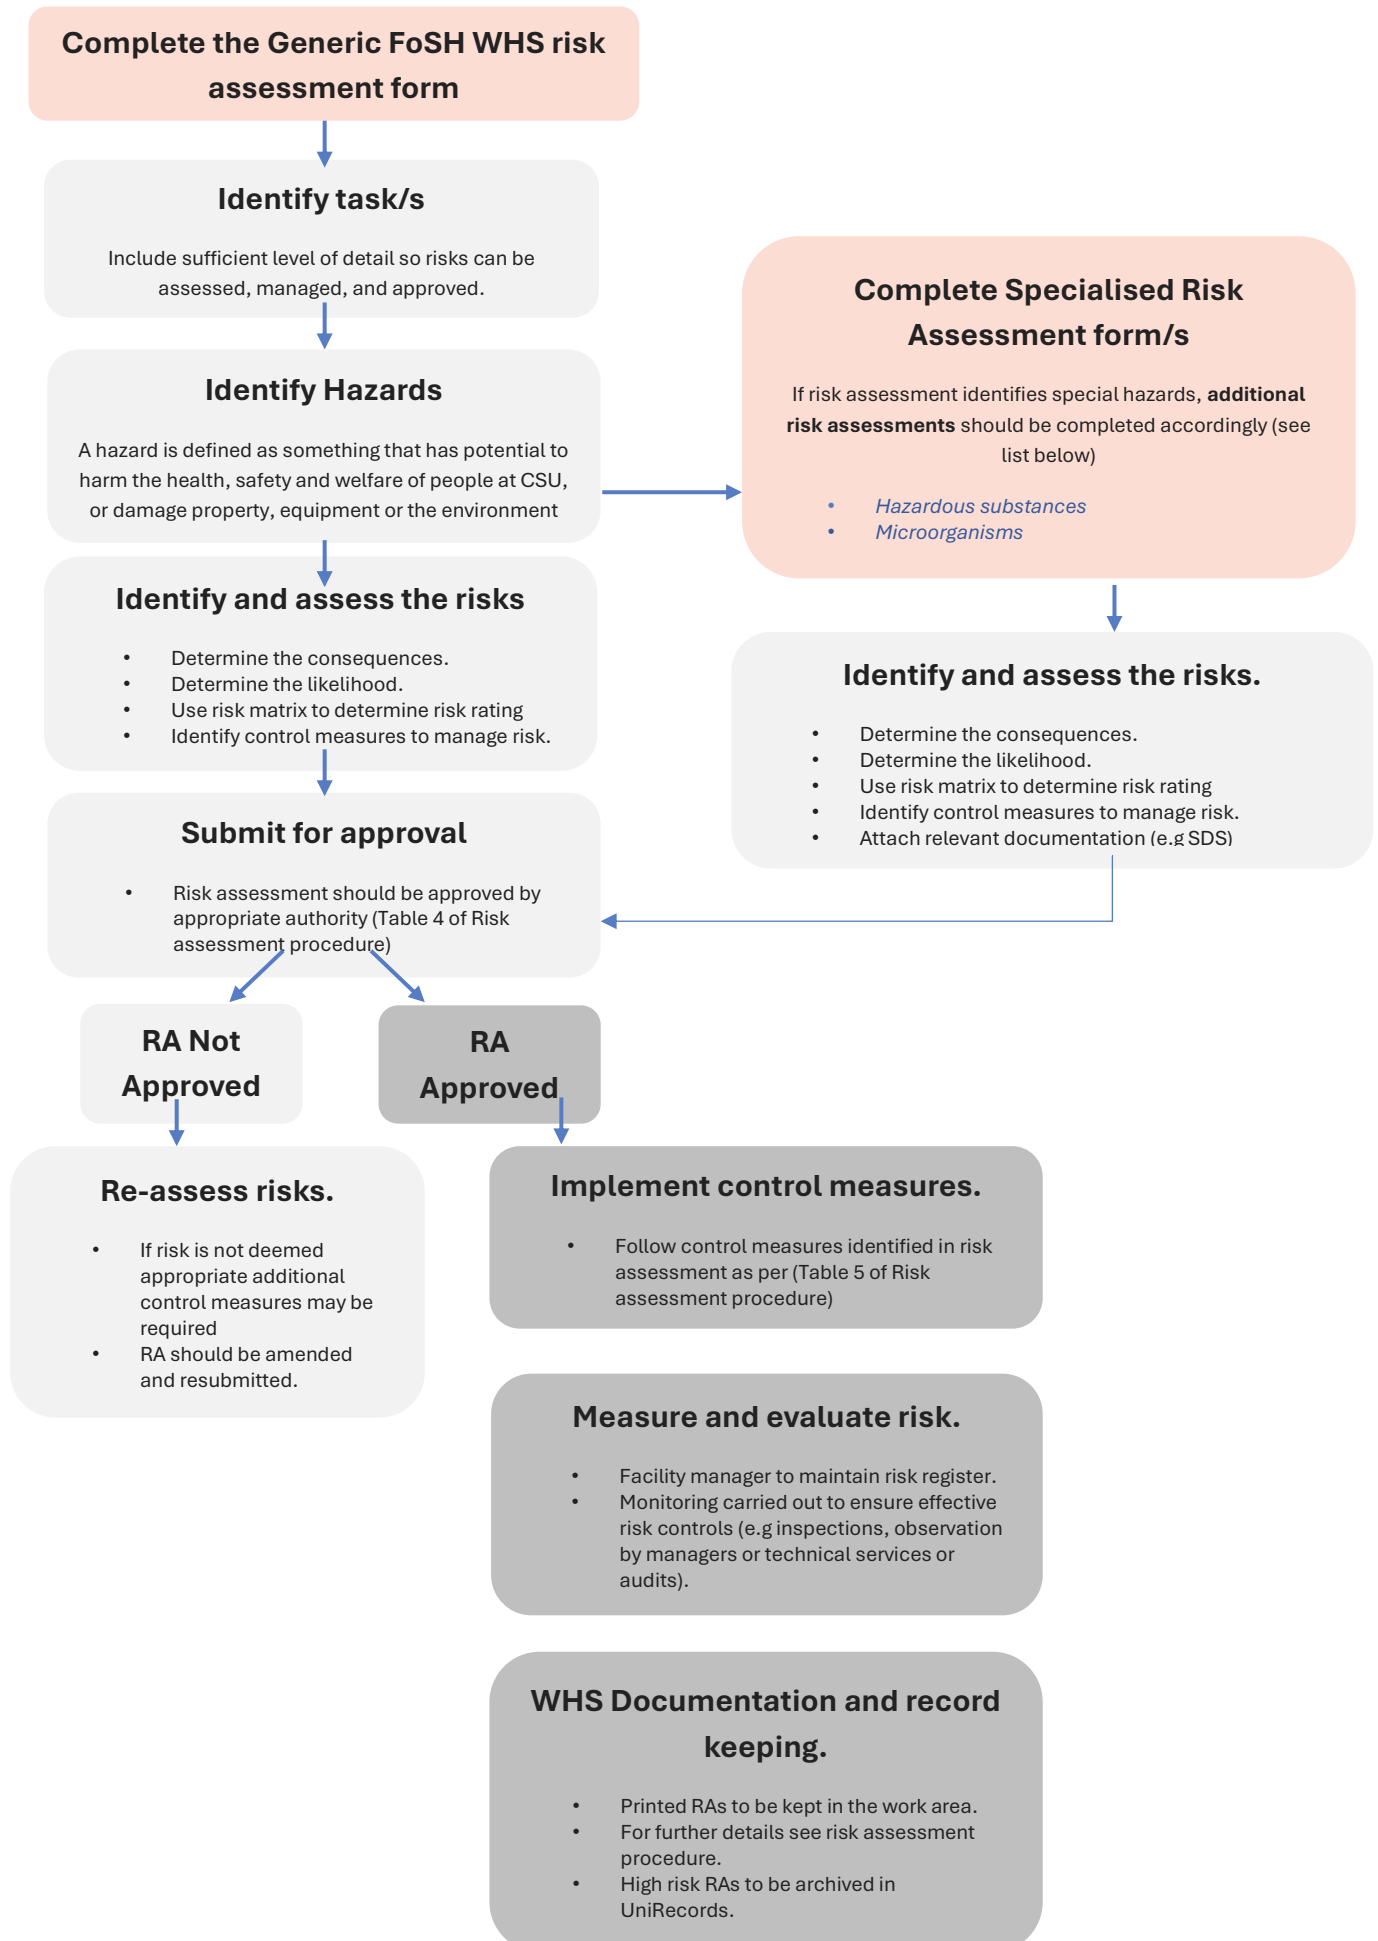 Complete the Generic FoSH WHS risk
assessment form
Identify task/s
Include sufficient level of detail so risks can be
assessed, managed, and approved.
Identify Hazards
A hazard is defined as something that has potential to
harm the health, safety and welfare of people at CSU,
or damage property, equipment or the environment
Complete Specialised Risk
Assessment form/s
If risk assessment identifies special hazards, additional
risk assessments should be completed accordingly (see
list below)
• Hazardous substances
• Microorganisms
Identify and assess the risks
• Determine the consequences.
• Determine the likelihood.
• Use risk matrix to determine risk rating
• Identify control measures to manage risk.
Identify and assess the risks.
• Determine the consequences.
• Determine the likelihood.
• Use risk matrix to determine risk rating
• Identify control measures to manage risk.
• Attach relevant documentation (e.g SDS)
Submit for approval
• Risk assessment should be approved by
appropriate authority (Table 4 of Risk
assessment procedure)
RA Not
Approved
RA
Approved
Re-assess risks.
• If risk is not deemed
appropriate additional
control measures may be
required
• RA should be amended
and resubmitted.
Implement control measures.
• Follow control measures identified in risk
assessment as per (Table 5 of Risk
assessment procedure)
Measure and evaluate risk.
• Facility manager to maintain risk register.
• Monitoring carried out to ensure effective
risk controls (e.g inspections, observation
by managers or technical services or
audits).
WHS Documentation and record
keeping.
• Printed RAs to be kept in the work area.
• For further details see risk assessment
procedure.
• High risk RAs to be archived in
UniRecords.